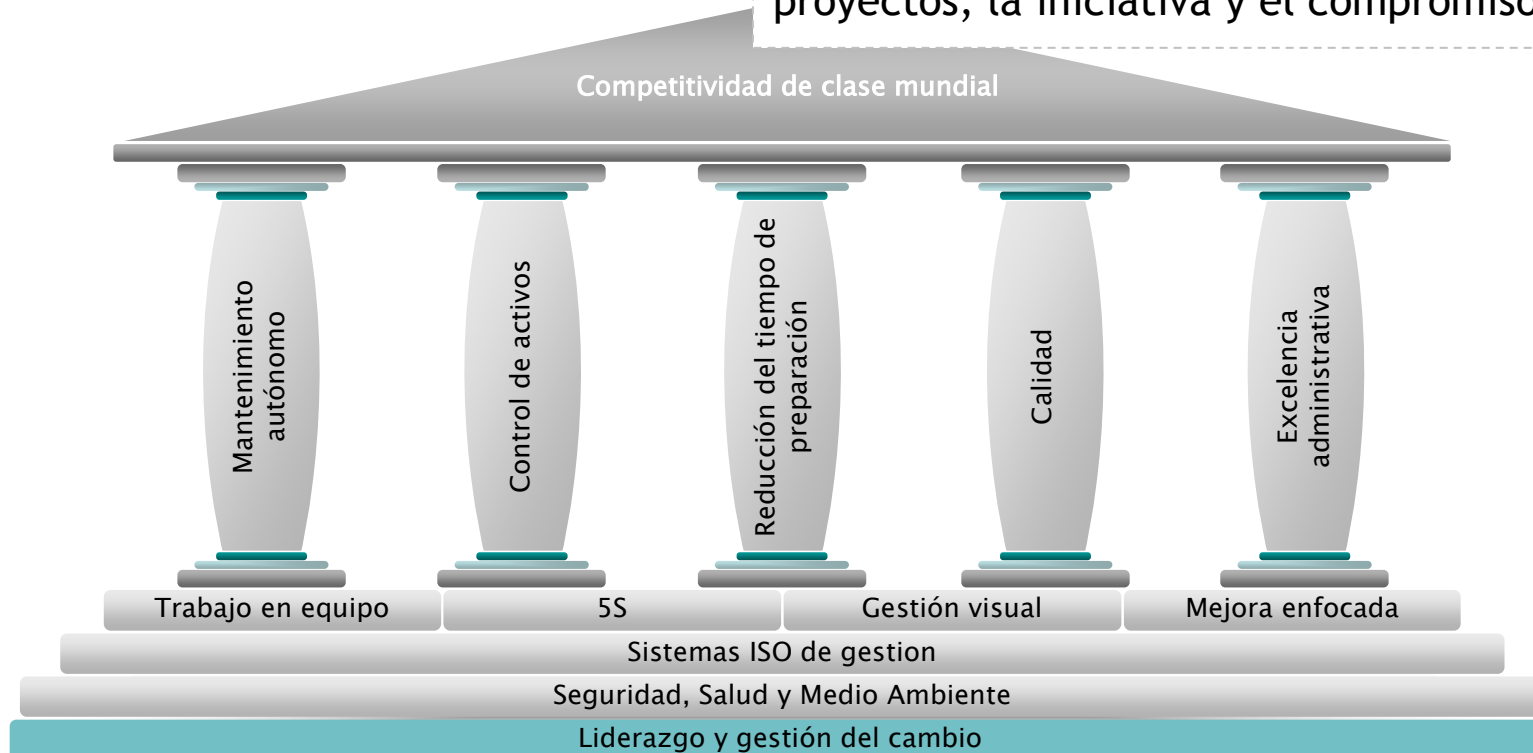 proyectos, la iniciativa y el compromiso
Competitividad de clase mundial
Mantenimiento
autónomo
Control de activos
Reducción del tiempo de
preparación
Calidad
Excelencia
administrativa
Trabajo en equipo
5S
Gestión visual
Mejora enfocada
Sistemas ISO de gestion
Seguridad, Salud y Medio Ambiente
Liderazgo y gestión del cambio